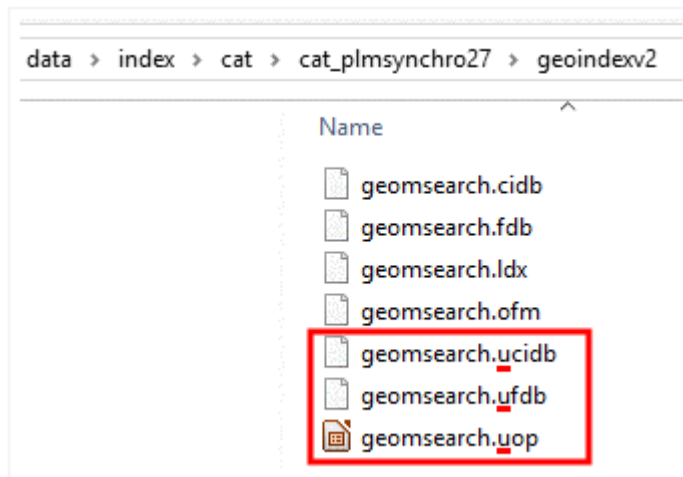 data > index > cat > cat_plmsynchro27 > geoindexv2
Name
geomsearch.cidb
geomsearch.fdb
geomsearch.ldx
geomsearch.ofm
geomsearch.ucidb
geomsearch.ufdb
geomsearch.uop